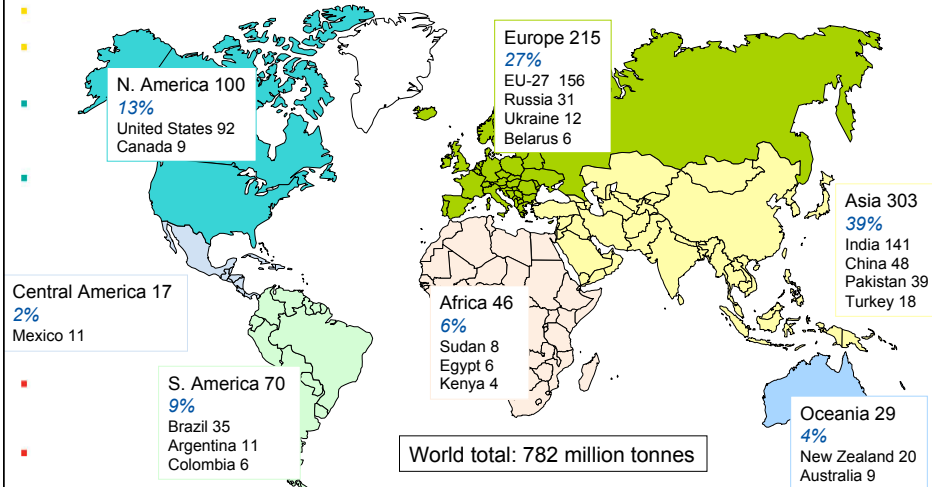 Europe 215
27%
EU-27 156
Russia 31
Ukraine 12
Belarus 6
N. America 100
13%
United States 92
Canada 9
Asia 303
39%
India 141
China 48
Pakistan 39
Turkey 18
Central America 17
2%
Mexico 11
Africa 46
6%
Sudan 8
Egypt 6
Kenya 4
S. America 70
9%
Brazil 35
Argentina 11
Colombia 6
Oceania 29
4%
New Zealand 20
Australia 9
World total: 782 million tonnes